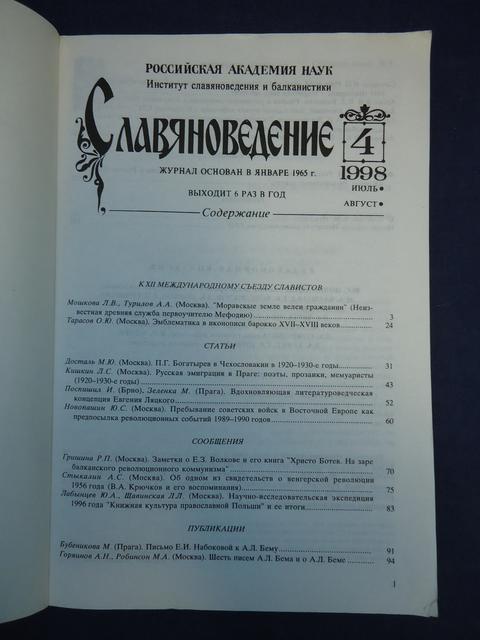 РОССИЙСКАЯ АКАДЕМИЯ НАУК
Институт славяноведения и балканистики
СЛАВЯНОВЕДЕНИЕ
4
ЖУРНАЛ ОСНОВАН В ЯНВАРЕ 1965 г.
1998
ВЫХОДИТ 6 РАЗ В ГОД
ИЮЛЬ
АВГУСТ
Содержание
К XII МЕЖДУНАРОДНОМУ СЪЕЗДУ СЛАВИСТОВ
Мошкова Л.В., Турилов А.А. (Москва). "Моравские земле велеи гражданин" (Неиз-
вестная древняя служба первоучителю Мефодию) 3
Тарасов О.Ю. (Москва). Эмблематика в иконописи барокко XVII–XVIII веков 24
СТАТЬИ
Досталь М.Ю. (Москва). П.Г. Богатырев в Чехословакии в 1920–1930-е годы 31
Кишкин Л.С. (Москва). Русская эмиграция в Праге: поэты, прозаики, мемуаристы
(1920–1930-е годы) 43
Поспишил И. (Брно), Зеленка М. (Прага). Вдохновляющая литературоведческая
концепция Евгения Ляцкого 52
Новопашин Ю.С. (Москва). Пребывание советских войск в Восточной Европе как
предпосылка революционных событий 1989–1990 годов 60
СООБЩЕНИЯ
Гришина Р.П. (Москва). Заметки о Е.З. Волкове и его книге "Христо Ботев. На заре
балканского революционного коммунизма" 70
Стыкалин А.С. (Москва). Об одном из свидетельств о венгерской революции
1956 года (В.А. Крючков и его воспоминания) 75
Лабынцев Ю.А., Щавинская Л.Л. (Москва). Научно-исследовательская экспедиция
1996 года "Книжная культура православной Польши" и ее итоги 83
ПУБЛИКАЦИИ
Бубеникова М. (Прага). Письмо Е.И. Набоковой к А.Л. Бему 91
Горяинов А.Н., Робинсон М.А. (Москва). Шесть писем А.Л. Бема и о А.Л. Беме 94
1